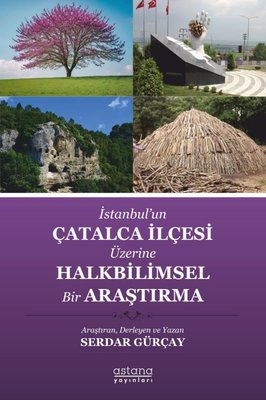 İstanbul'un
ÇATALCA İLÇESİ
Üzerine
HALKBİLİMSEL
Bir ARAŞTIRMA
Araştıran, Derleyen ve Yazan
SERDAR GÜRÇAY
astana
yayınları